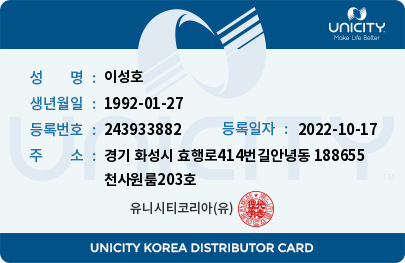 UNICITY
Make Life Better
성 명 : 이성호
생년월일 : 1992-01-27
등록번호 : 243933882 등록일자 : 2022-10-17
주 소 : 경기 화성시 효행로414번길안녕동 188655
천사원룸203호
유니시티코리아(유)
UNICITY
TM
UNICITY KOREA DISTRIBUTOR CARD